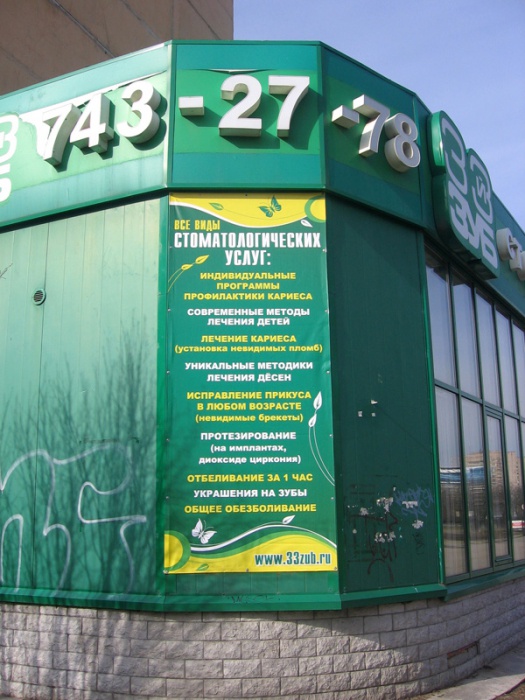 743-27-78
33
ЗУБ
ВСЕ ВИДЫ
СТОМАТОЛОГИЧЕСКИХ
УСЛУГ:
ИНДИВИДУАЛЬНЫЕ
ПРОГРАММЫ
ПРОФИЛАКТИКИ КАРИЕСА
СОВРЕМЕННЫЕ МЕТОДЫ
ЛЕЧЕНИЯ ДЕТЕЙ
ЛЕЧЕНИЕ КАРИЕСА
(установка невидимых пломб)
УНИКАЛЬНЫЕ МЕТОДИКИ
ЛЕЧЕНИЯ ДЁСЕН
ИСПРАВЛЕНИЕ ПРИКУСА
В ЛЮБОМ ВОЗРАСТЕ
(невидимые брекеты)
ПРОТЕЗИРОВАНИЕ
(на имплантах,
диоксиде циркония)
ОТБЕЛИВАНИЕ ЗА 1 ЧАС
УКРАШЕНИЯ НА ЗУБЫ
ОБЩЕЕ ОБЕЗБОЛИВАНИЕ
www.33zub.ru